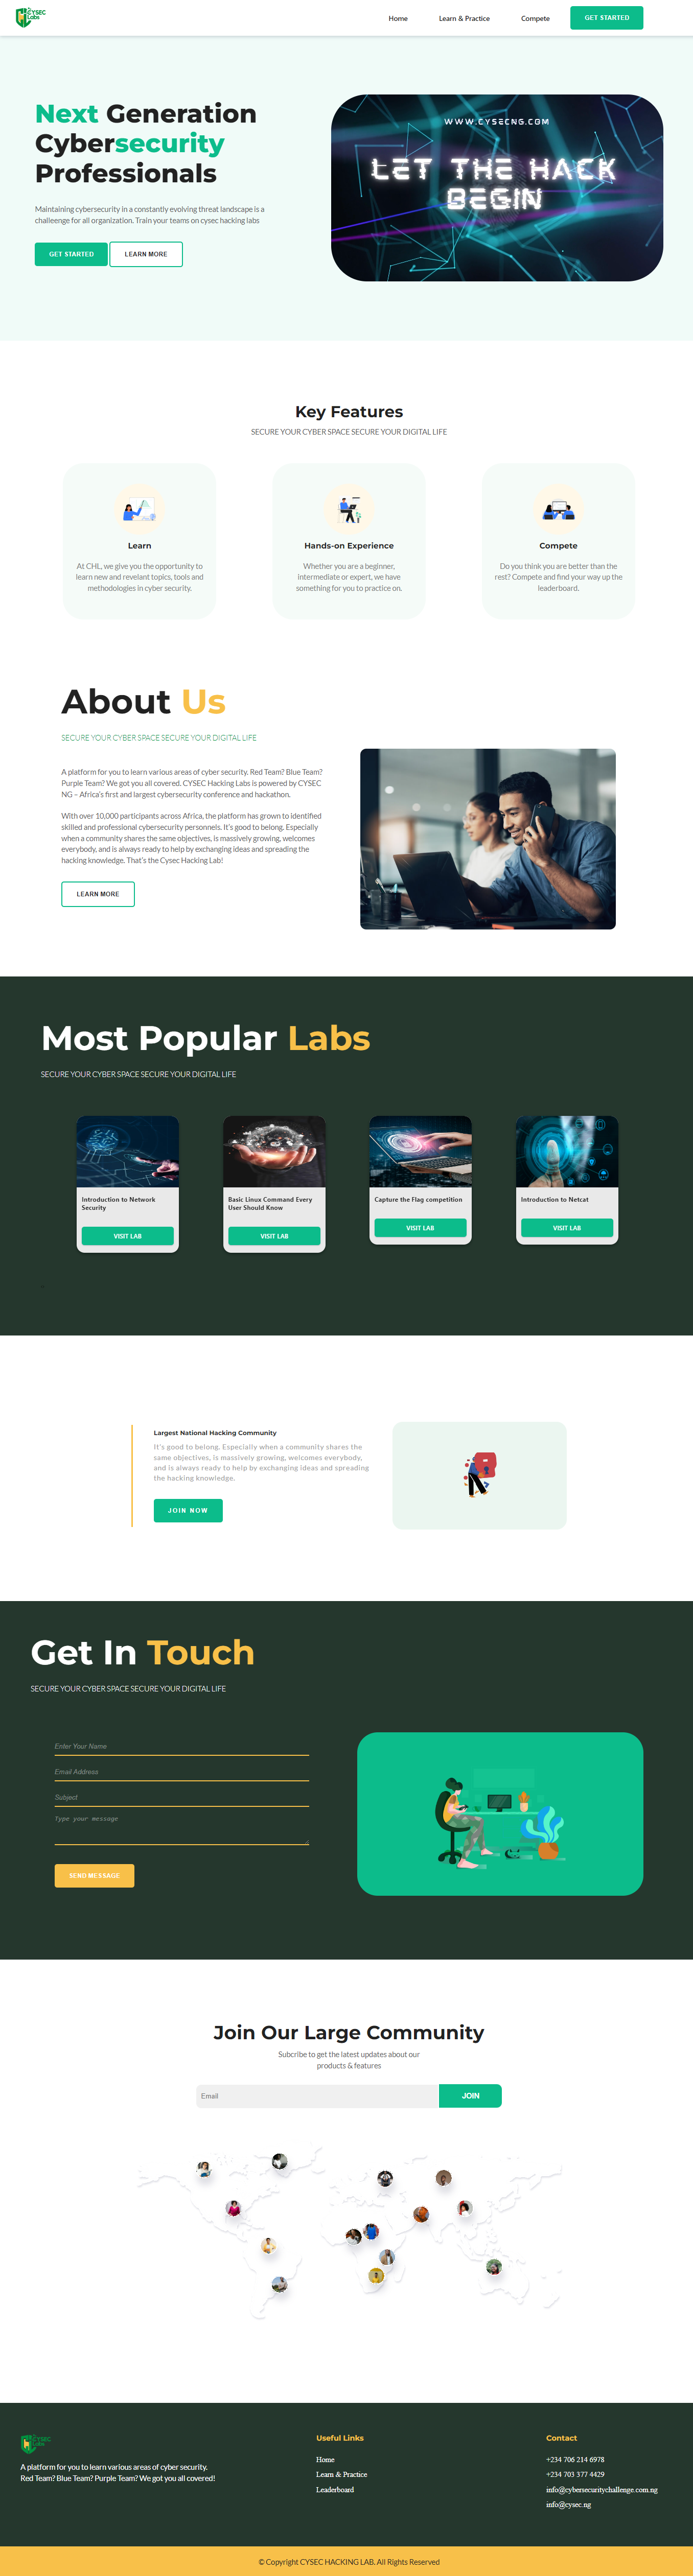 CYSEC
Labs
Home
Learn & Practice
Compete
GET STARTED
Next Generation
Cybersecurity
Professionals
Maintaining cybersecurity in a constantly evolving threat landscape is a
challeenge for all organization. Train your teams on cysec hacking labs
GET STARTED
LEARN MORE
WWW.CYSECNG.COM
LET THE HACK
BEGIN
Key Features
SECURE YOUR CYBER SPACE SECURE YOUR DIGITAL LIFE
Learn
At CHL, we give you the opportunity to
learn new and revelant topics, tools and
methodologies in cyber security.
Hands-on Experience
Whether you are a beginner,
intermediate or expert, we have
something for you to practice on.
Compete
Do you think you are better than the
rest? Compete and find your way up the
leaderboard.
About Us
SECURE YOUR CYBER SPACE SECURE YOUR DIGITAL LIFE
A platform for you to learn various areas of cyber security. Red Team? Blue Team?
Purple Team? We got you all covered. CYSEC Hacking Labs is powered by CYSEC
NG – Africa's first and largest cybersecurity conference and hackathon.
With over 10,000 participants across Africa, the platform has grown to identified
skilled and professional cybersecurity personnels. It's good to belong. Especially
when a community shares the same objectives, is massively growing, welcomes
everybody, and is always ready to help by exchanging ideas and spreading the
hacking knowledge. That's the Cysec Hacking Lab!
LEARN MORE
Most Popular Labs
SECURE YOUR CYBER SPACE SECURE YOUR DIGITAL LIFE
Introduction to Network
Security
VISIT LAB
Basic Linux Command Every
User Should Know
VISIT LAB
Capture the Flag competition
VISIT LAB
Introduction to Netcat
VISIT LAB
Largest National Hacking Community
It's good to belong. Especially when a community shares the
same objectives, is massively growing, welcomes everybody,
and is always ready to help by exchanging ideas and spreading
the hacking knowledge.
JOIN NOW
Get In Touch
SECURE YOUR CYBER SPACE SECURE YOUR DIGITAL LIFE
Enter Your Name
Email Address
Subject
Type your message
SEND MESSAGE
Join Our Large Community
Subcribe to get the latest updates about our
products & features
Email
JOIN
CYSEC
Labs
A platform for you to learn various areas of cyber security.
Red Team? Blue Team? Purple Team? We got you all covered!
Useful Links
Home
Learn & Practice
Leaderboard
Contact
+234 706 214 6978
+234 703 377 4429
info@cybersecuritychallenge.com.ng
info@cysec.ng
© Copyright CYSEC HACKING LAB. All Rights Reserved